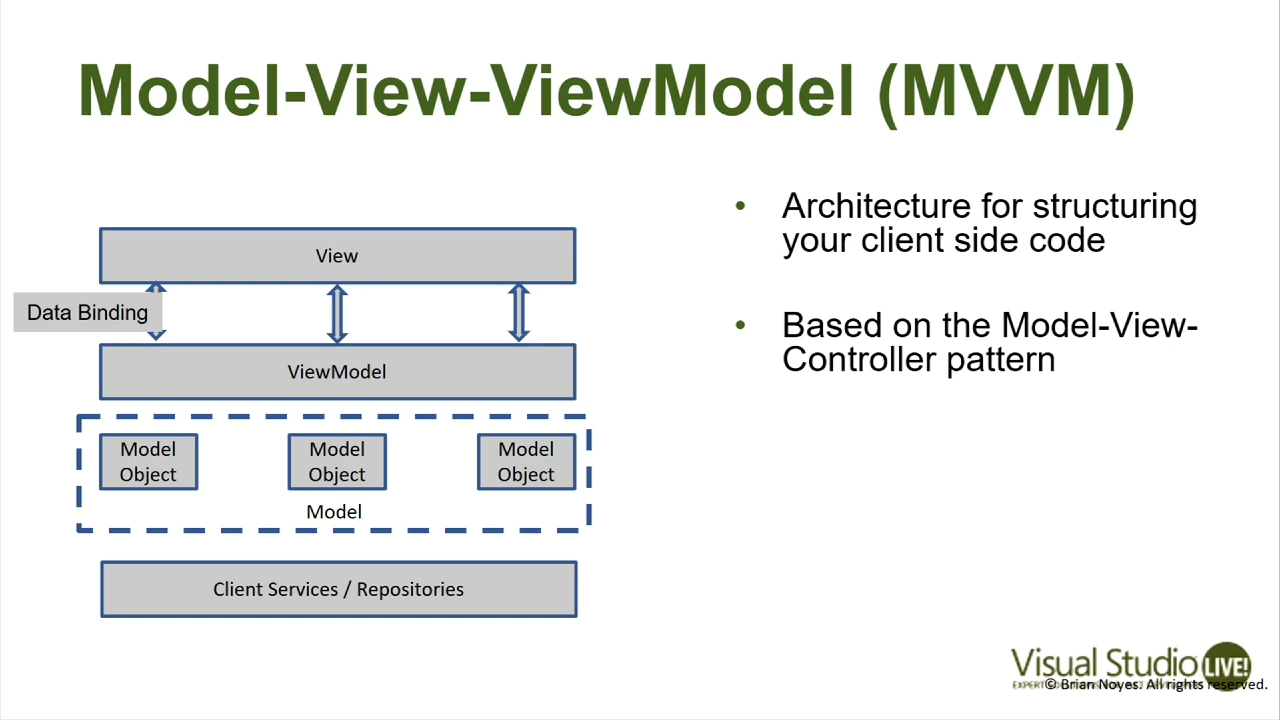 Model-View-ViewModel (MVVM)
• Architecture for structuring
your client side code
• Based on the Model-View-
Controller pattern
View
Data Binding
ViewModel
Model
Object
Model
Object
Model
Object
Model
Client Services / Repositories
Visual Studio LIVE!
© Brian Noyes. All rights reserved.